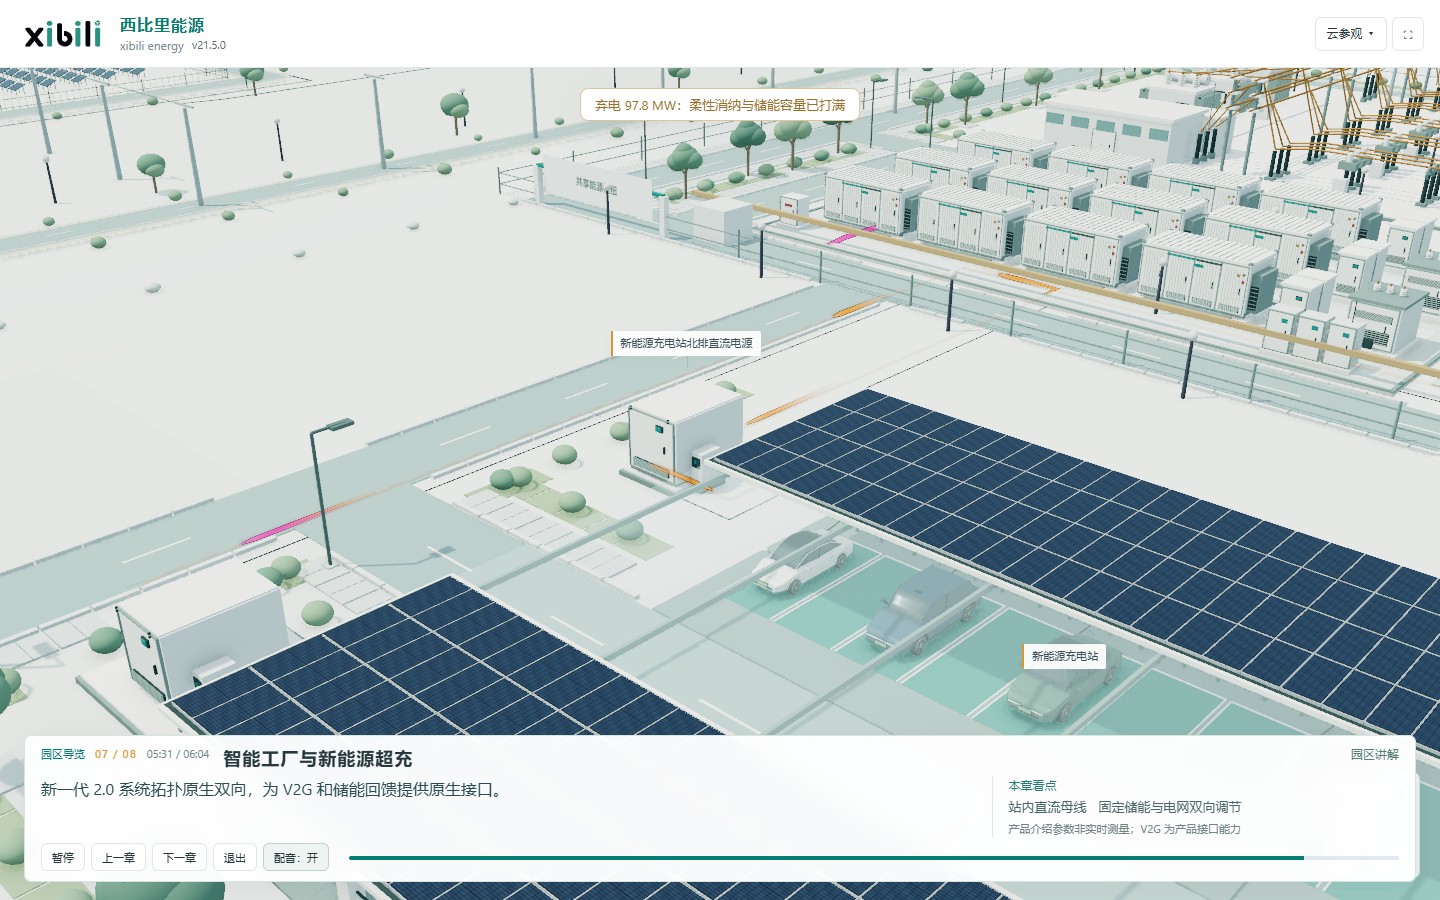 xibili
西比里能源
xibili energy v21.5.0
云参观
弃电 97.8 MW：柔性消纳与储能容量已打满
共享能源
新能源充电站北排直流电源
新能源充电站
园区导览 07 / 08 05:31 / 06:04 智能工厂与新能源超充
园区讲解
新一代 2.0 系统拓扑原生双向，为 V2G 和储能回馈提供原生接口。
本章看点
站内直流母线 固定储能与电网双向调节
产品介绍参数非实时测量；V2G 为产品接口能力
暂停 上一章 下一章 退出 配音：开